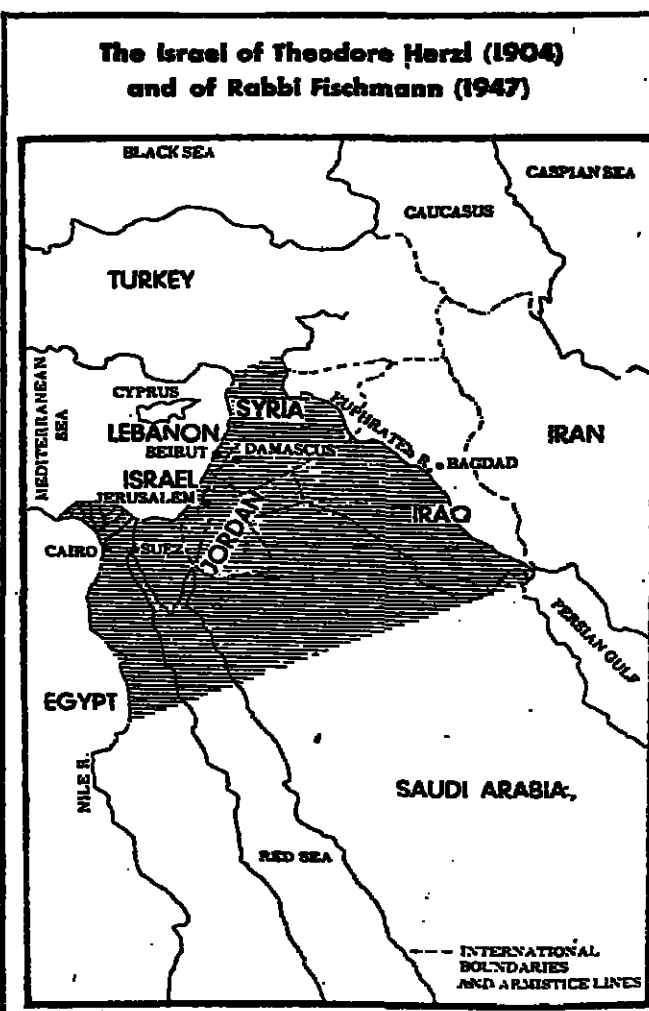 The Israel of Theodore Herzl (1904)
and of Rabbi Fischmann (1947)
BLACK SEA
CASPIAN SEA
CAUCASUS
TURKEY
MEDITERRANEAN
SEA
CYPRUS
SYRIA
EUPHRATES R.
LEBANON
IRAN
BEIRUT
DAMASCUS
BAGDAD
ISRAEL
JERUSALEM
IRAQ
JORDAN
CAIRO
SUEZ
PERSIAN GULF
EGYPT
NILE R.
SAUDI ARABIA
RED SEA
INTERNATIONAL
BOUNDARIES
AND ARMISTICE LINES